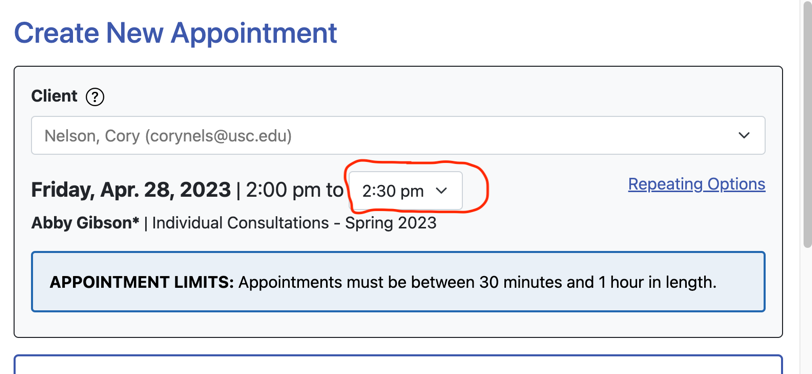 Create New Appointment
Client ?
Nelson, Cory (corynels@usc.edu)
Friday, Apr. 28, 2023 | 2:00 pm to 2:30 pm
Repeating Options
Abby Gibson* | Individual Consultations - Spring 2023
APPOINTMENT LIMITS: Appointments must be between 30 minutes and 1 hour in length.